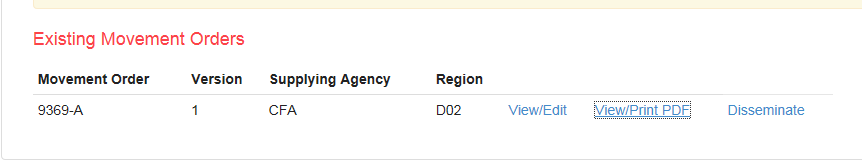 Existing Movement Orders
Movement Order Version Supplying Agency Region
9369-A 1 CFA D02 View/Edit View/Print PDF Disseminate